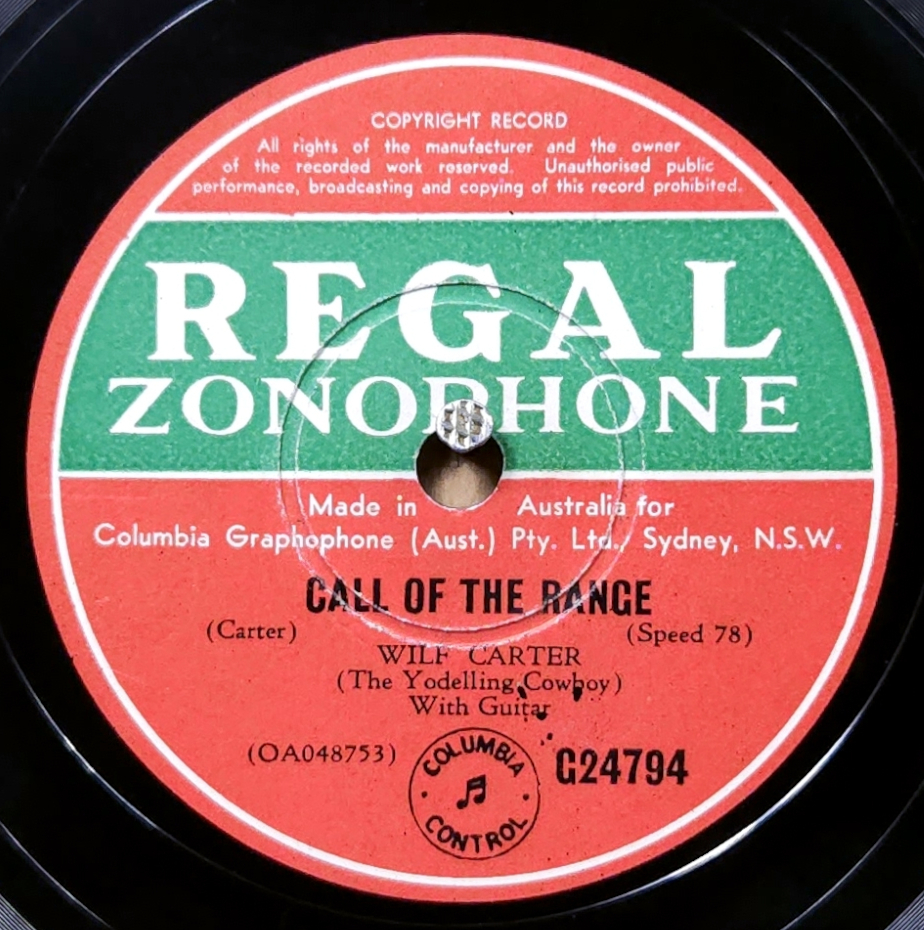 COPYRIGHT RECORD
All rights of the manufacturer and the owner
of the recorded work reserved. Unauthorised public
performance, broadcasting and copying of this record prohibited.
REGAL
ZONOPHONE
Made in Australia for
Columbia Graphophone (Aust.) Pty. Ltd., Sydney, N.S.W.
CALL OF THE RANGE
(Carter) (Speed 78)
WILF CARTER
(The Yodelling Cowboy)
With Guitar
(OA048753)
COLUMBIA
CONTROL
G24794